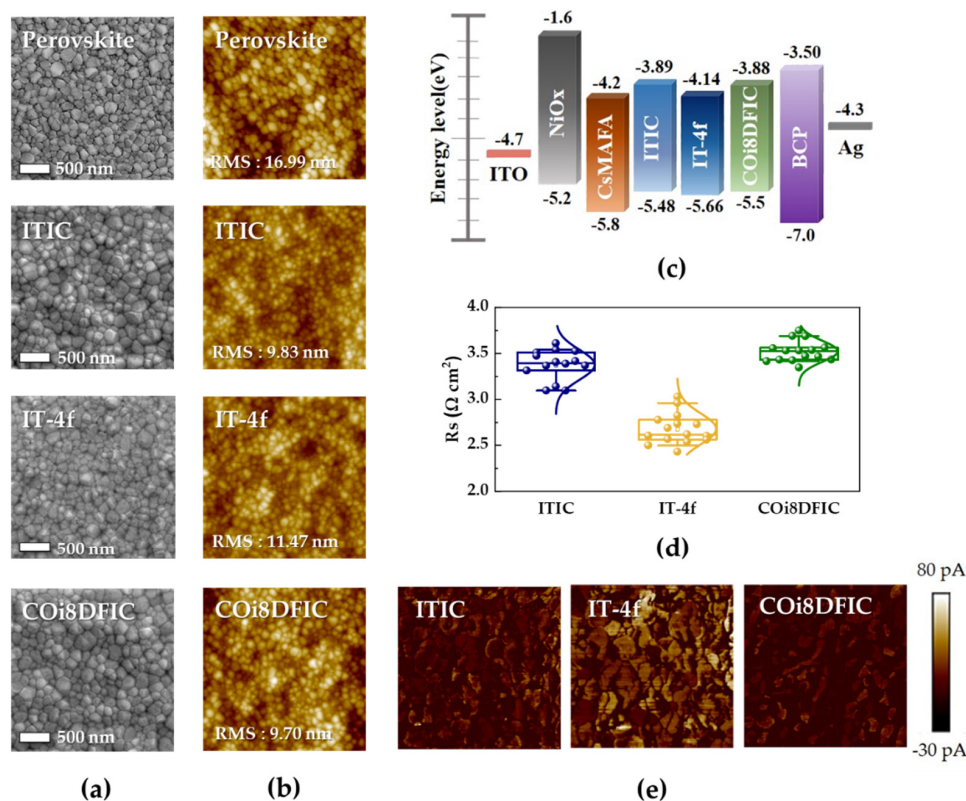 Perovskite
500 nm
ITIC
500 nm
IT-4f
500 nm
COi8DFIC
500 nm
(a)
Perovskite
RMS : 16.99 nm
ITIC
RMS : 9.83 nm
IT-4f
RMS : 11.47 nm
COi8DFIC
RMS : 9.70 nm
(b)
Energy level(eV)
-4.7
ITO
-1.6
NiOx
-5.2
-4.2
CsMAFA
-5.8
-3.89
ITIC
-5.48
-4.14
IT-4f
-5.66
-3.88
COi8DFIC
-5.5
-3.50
BCP
-7.0
-4.3
Ag
(c)
Rs (Ω cm²)
4.0
3.5
3.0
2.5
2.0
ITIC
IT-4f
COi8DFIC
(d)
ITIC
IT-4f
COi8DFIC
80 pA
-30 pA
(e)